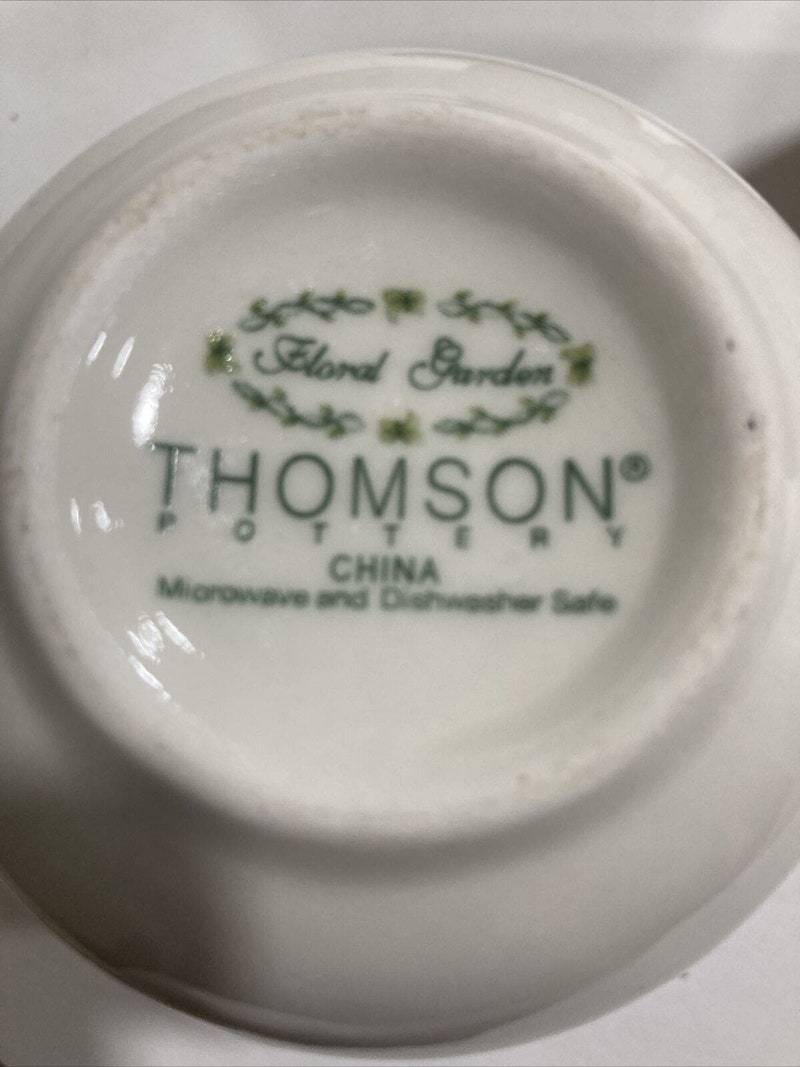 Floral Garden
THOMSON®
POTTERY
CHINA
Microwave and Dishwasher Safe